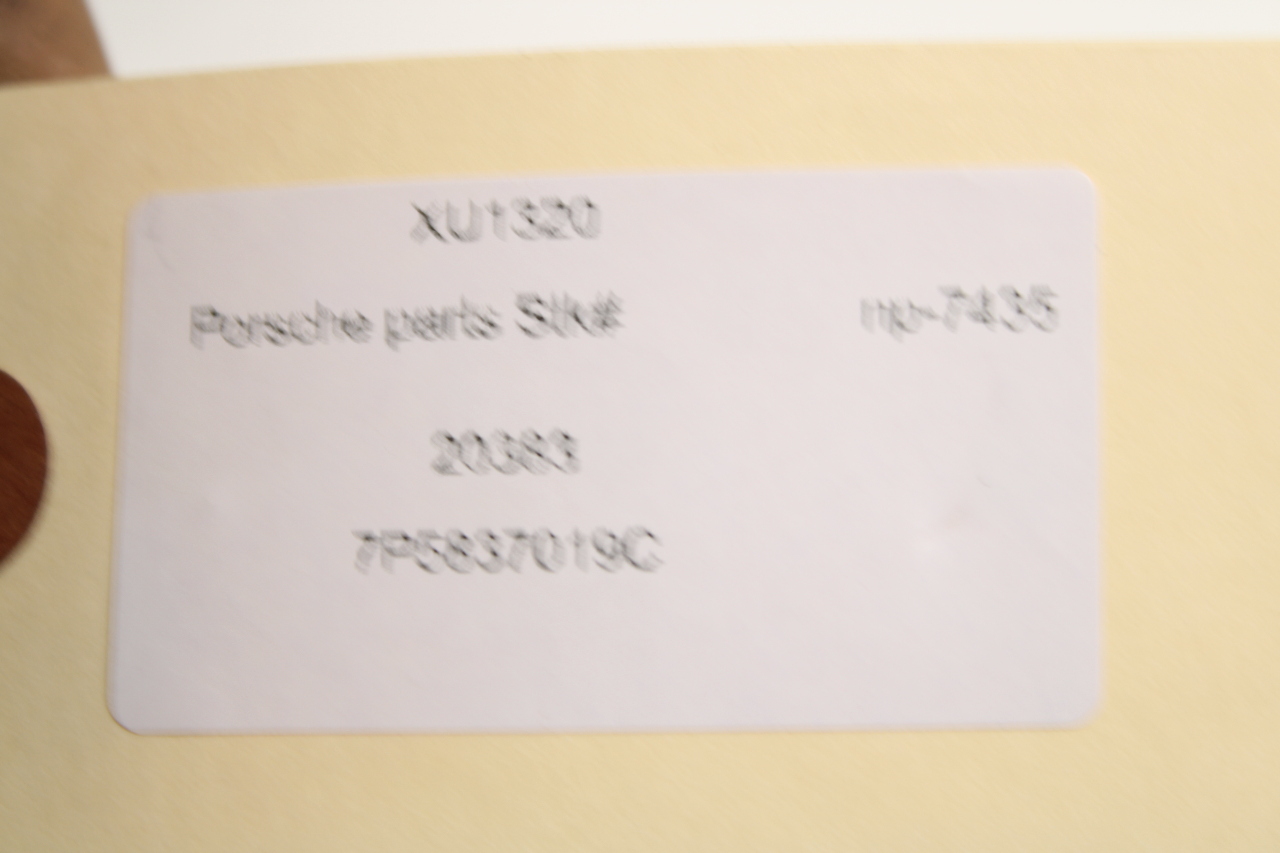 XU1320
Porsche parts Stk# np-7435
20383
7P5837019C